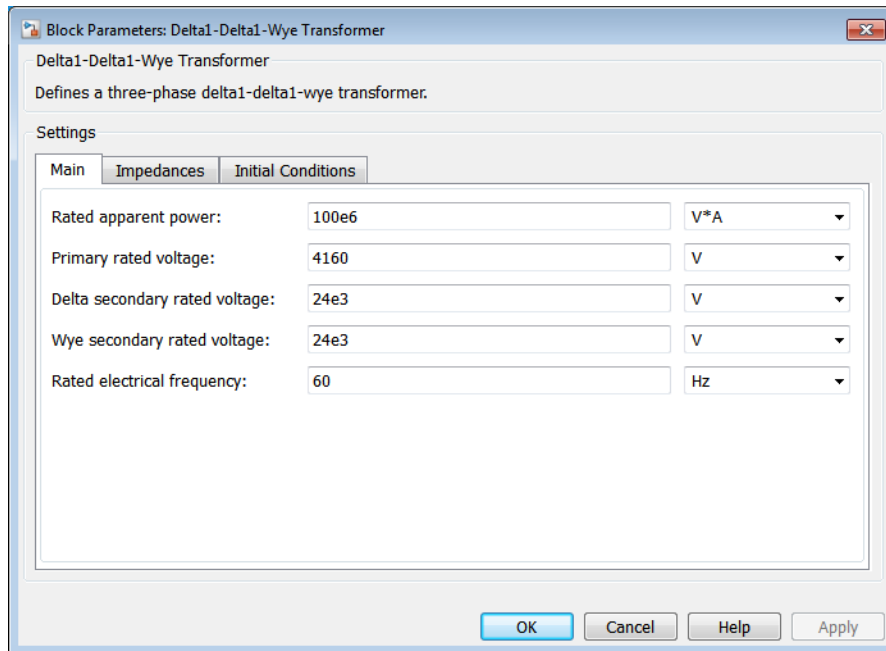 Block Parameters: Delta1-Delta1-Wye Transformer
Delta1-Delta1-Wye Transformer
Defines a three-phase delta1-delta1-wye transformer.
Settings
Main Impedances Initial Conditions
Rated apparent power: 100e6 V*A
Primary rated voltage: 4160 V
Delta secondary rated voltage: 24e3 V
Wye secondary rated voltage: 24e3 V
Rated electrical frequency: 60 Hz
OK Cancel Help Apply